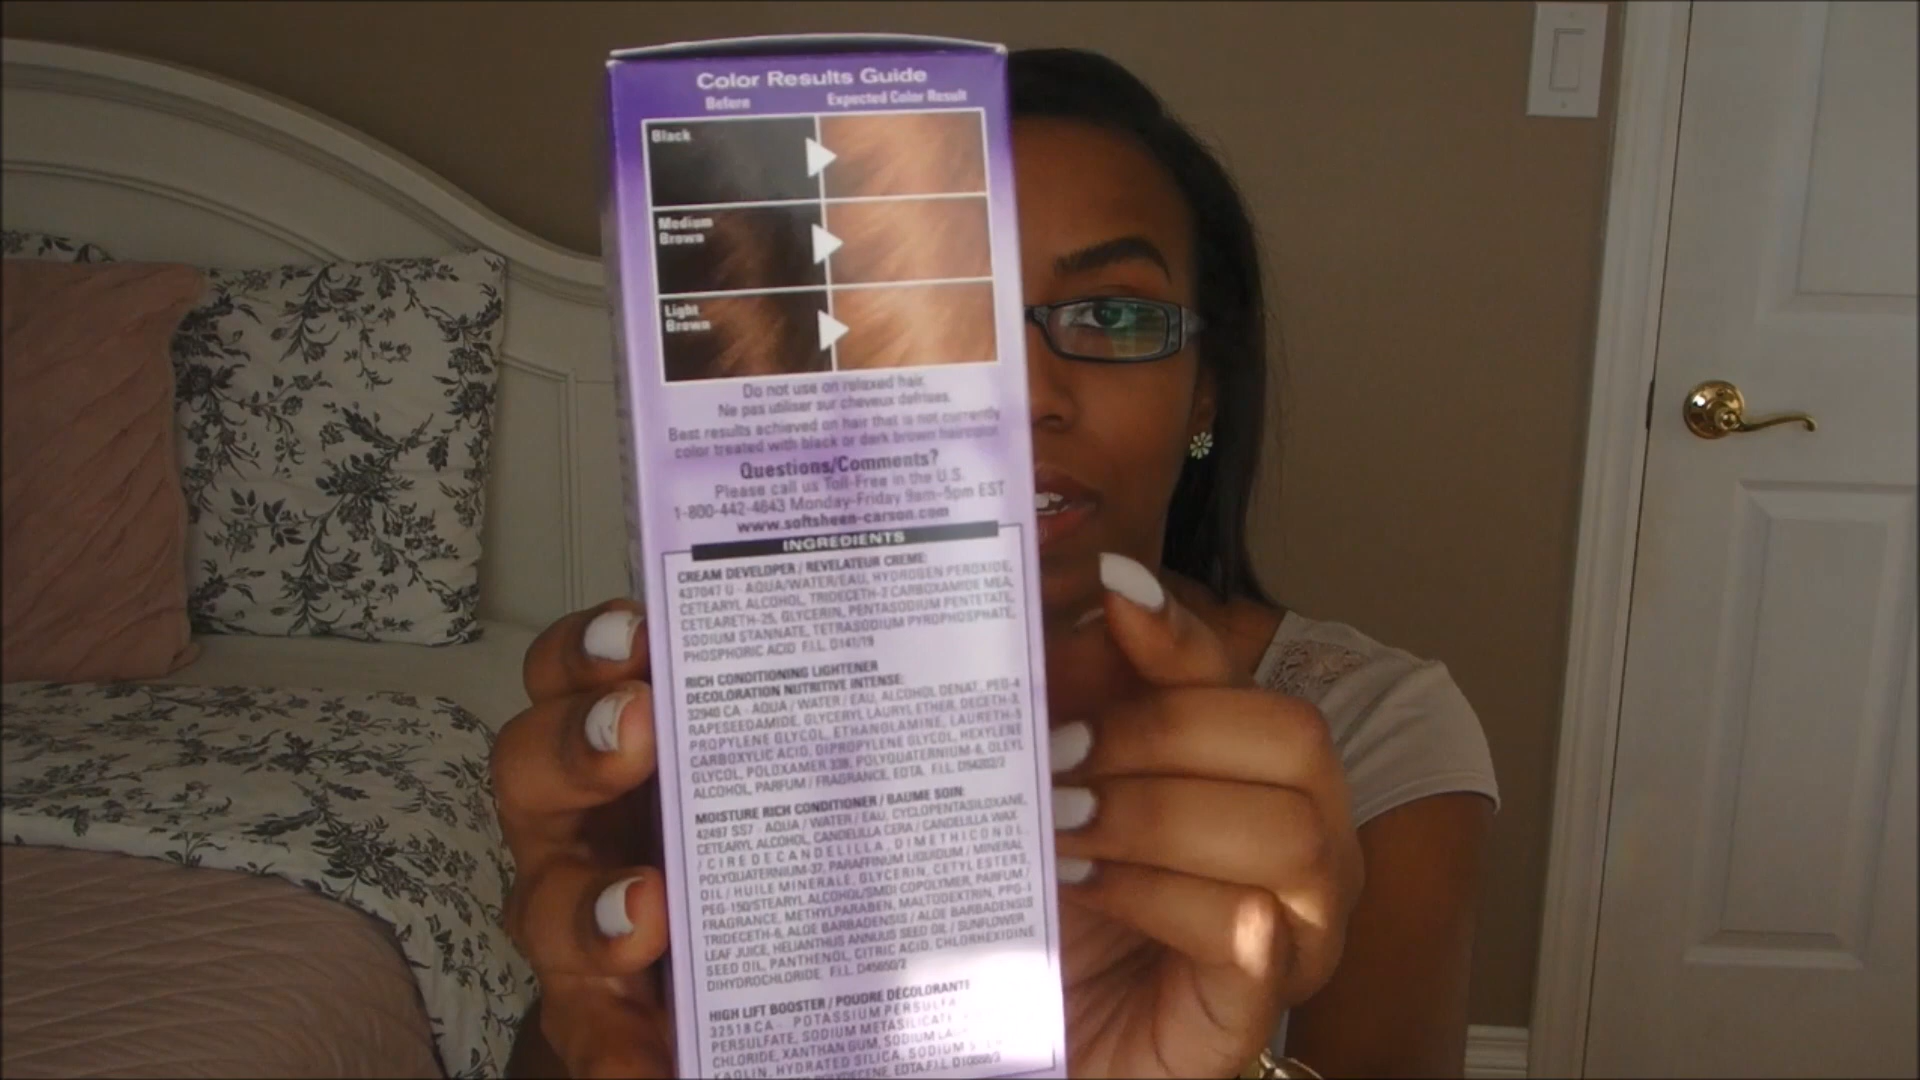 Color Results Guide
Before Expected Color Result
Black
Medium
Brown
Light
Brown
Do not use on relaxed hair.
Ne pas utiliser sur cheveux defrises.
Best results achieved on hair that is not currently
color treated with black or dark brown haircolor.
Questions/Comments?
Please call us Toll-Free in the U.S.
1-800-442-4643 Monday-Friday 9am-5pm EST
www.softsheen-carson.com
INGREDIENTS
CREAM DEVELOPER / REVELATEUR CREME:
437047 U - AQUA/WATER/EAU, HYDROGEN PEROXIDE,
CETEARYL ALCOHOL, TRIDECETH-2 CARBOXAMIDE MEA,
CETEARETH-25, GLYCERIN, PENTASODIUM PENTETATE,
SODIUM STANNATE, TETRASODIUM PYROPHOSPHATE,
PHOSPHORIC ACID F.I.L. D141/19
RICH CONDITIONING LIGHTENER
DECOLORATION NUTRITIVE INTENSE:
32940 CA - AQUA / WATER / EAU, ALCOHOL DENAT., PEG-4
RAPESEEDAMIDE, GLYCERYL LAURYL ETHER, DECETH-3,
PROPYLENE GLYCOL, ETHANOLAMINE, LAURETH-5
CARBOXYLIC ACID, DIPROPYLENE GLYCOL, HEXYLENE
GLYCOL, POLOXAMER 338, POLYQUATERNIUM-6, OLEYL
ALCOHOL, PARFUM / FRAGRANCE, EDTA. F.I.L.
MOISTURE RICH CONDITIONER / BAUME SOIN:
42497 SS7 - AQUA / WATER / EAU, CYCLOPENTASILOXANE,
CETEARYL ALCOHOL, CANDELILLA CERA / CANDELILLA WAX
/ CIRE DE CANDELILLA, DIMETHICONOL,
POLYQUATERNIUM-37, PARAFFINUM LIQUIDUM / MINERAL
OIL / HUILE MINERALE, GLYCERIN, CETYL ESTERS,
PEG-150/STEARYL ALCOHOL/SMDI COPOLYMER, PARFUM /
FRAGRANCE, METHYLPARABEN, MALTODEXTRIN, PPG-1
TRIDECETH-6, ALOE BARBADENSIS / ALOE BARBADENSIS
LEAF JUICE, HELIANTHUS ANNUUS SEED OIL / SUNFLOWER
SEED OIL, PANTHENOL, CITRIC ACID, CHLORHEXIDINE
DIHYDROCHLORIDE. F.I.L. D45650/2
HIGH LIFT BOOSTER / POUDRE DÉCOLORANTE
32518 CA - POTASSIUM
PERSULFATE, SODIUM
CHLORIDE, XANTHAN GUM, SODIUM
KAOLIN, HYDRATED SILICA, SODIUM
EDTA. F.I.L.